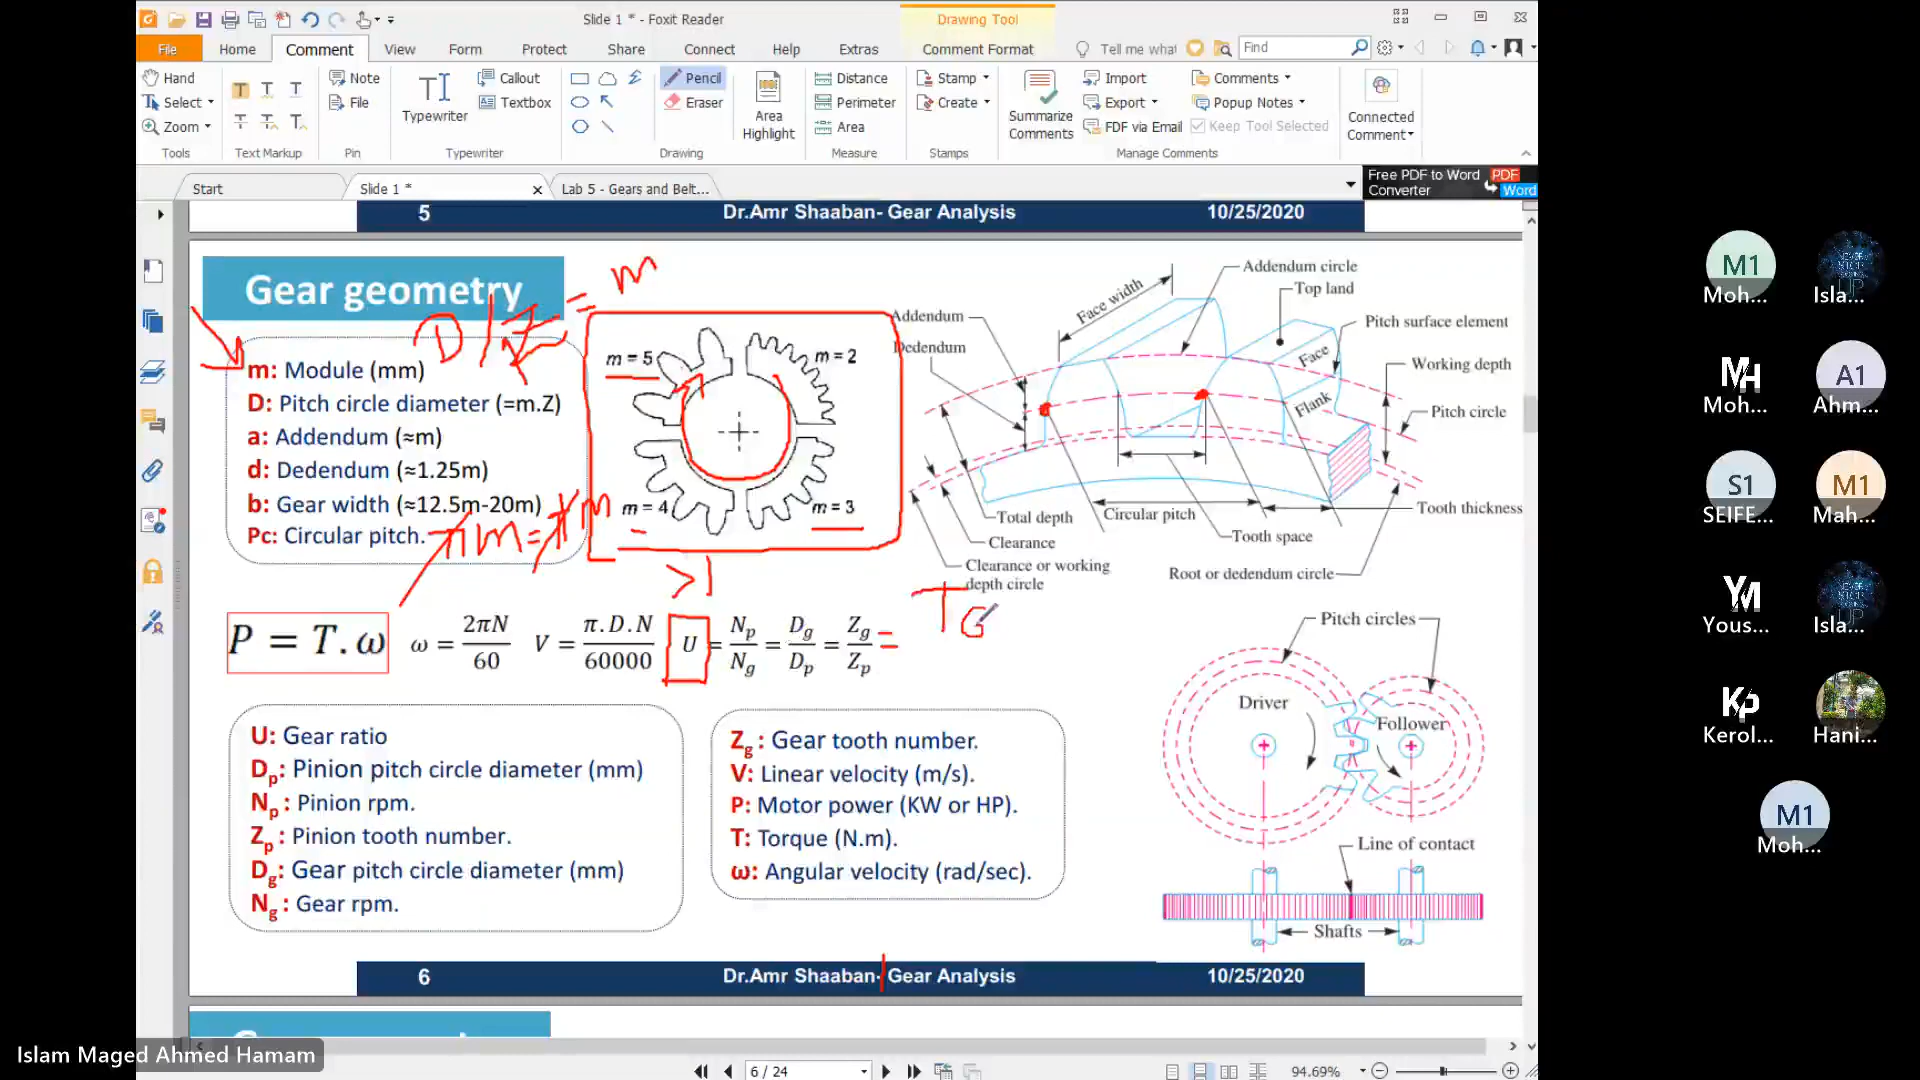 Slide 1 * - Foxit Reader
Drawing Tool
File
Home
Comment
View
Form
Protect
Share
Connect
Help
Extras
Comment Format
Tell me what
Find
Hand
Select
Zoom
Tools
Text Markup
Note
File
Pin
Typewriter
Callout
Textbox
Typewriter
Pencil
Eraser
Area
Highlight
Drawing
Distance
Perimeter
Area
Measure
Stamp
Create
Stamps
Summarize
Comments
Import
Export
FDF via Email
Comments
Popup Notes
Keep Tool Selected
Manage Comments
Connected
Comment
Start
Slide 1 *
Lab 5 - Gears and Belt...
Free PDF to Word
Converter
PDF
Word
5
Dr.Amr Shaaban- Gear Analysis
10/25/2020
Gear geometry
D/Z = m
m: Module (mm)
D: Pitch circle diameter (=m.Z)
a: Addendum (≈m)
d: Dedendum (≈1.25m)
b: Gear width (≈12.5m-20m)
Pc: Circular pitch.
πm = πm
m = 5
m = 2
m = 4
m = 3
>1
Addendum
Dedendum
Face width
Addendum circle
Top land
Pitch surface element
Face
Working depth
Flank
Pitch circle
Total depth
Circular pitch
Tooth thickness
Clearance
Tooth space
Clearance or working
depth circle
Root or dedendum circle
P = T.ω
ω = 2πN / 60
V = π.D.N / 60000
U = Np / Ng = Dg / Dp = Zg / Zp =
TG
U: Gear ratio
Dp: Pinion pitch circle diameter (mm)
Np: Pinion rpm.
Zp: Pinion tooth number.
Dg: Gear pitch circle diameter (mm)
Ng: Gear rpm.
Zg: Gear tooth number.
V: Linear velocity (m/s).
P: Motor power (KW or HP).
T: Torque (N.m).
ω: Angular velocity (rad/sec).
Pitch circles
Driver
Follower
Line of contact
Shafts
6
Dr.Amr Shaaban- Gear Analysis
10/25/2020
6 / 24
94.69%
Islam Maged Ahmed Hamam
M1
Moh...
Isla...
MH
Moh...
A1
Ahm...
S1
SEIFE...
M1
Mah...
YM
Yous...
Isla...
KP
Kerol...
Hani...
M1
Moh...